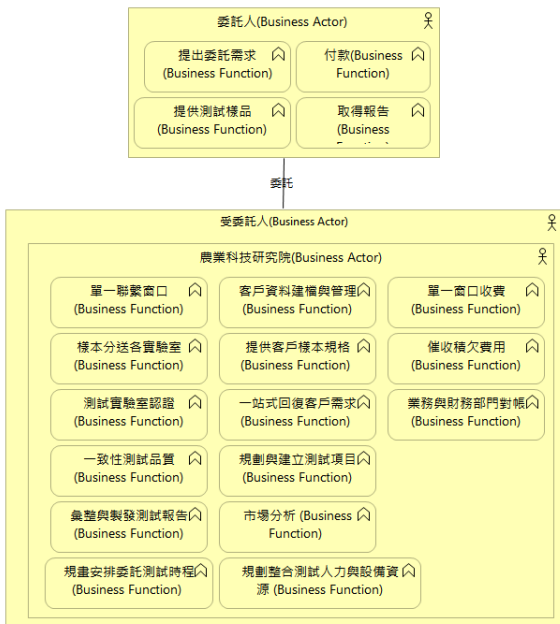 委託人(Business Actor)
提出委託需求
(Business Function)
付款(Business
Function)
提供測試樣品
(Business Function)
取得報告
(Business
委託
受委託人(Business Actor)
農業科技研究院(Business Actor)
單一聯繫窗口
(Business Function)
客戶資料建檔與管理
(Business Function)
單一窗口收費
(Business Function)
樣本分送各實驗室
(Business Function)
提供客戶樣本規格
(Business Function)
催收積欠費用
(Business Function)
測試實驗室認證
(Business Function)
一站式回復客戶需求
(Business Function)
業務與財務部門對帳
(Business Function)
一致性測試品質
(Business Function)
規劃與建立測試項目
(Business Function)
彙整與製發測試報告
(Business Function)
市場分析 (Business
Function)
規畫安排委託測試時程
(Business Function)
規劃整合測試人力與設備資
源 (Business Function)